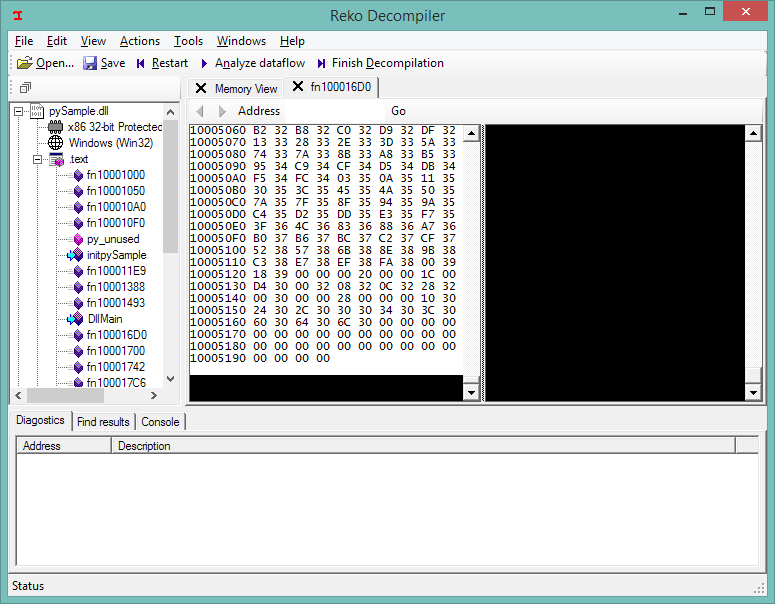 Reko Decompiler
File Edit View Actions Tools Windows Help
Open... Save Restart Analyze dataflow Finish Decompilation
pySample.dll
x86 32-bit Protected
Windows (Win32)
.text
fn10001000
fn10001050
fn100010A0
fn100010F0
py_unused
initpySample
fn100011E9
fn10001388
fn10001493
DllMain
fn100016D0
fn10001700
fn10001742
fn100017C6
Memory View fn100016D0
Address Go
10005060 B2 32 B8 32 C0 32 D9 32 DF 32
10005070 13 33 28 33 2E 33 3D 33 5A 33
10005080 74 33 7A 33 8B 33 A8 33 B5 33
10005090 95 34 C9 34 CF 34 D5 34 DB 34
100050A0 F5 34 FC 34 03 35 0A 35 11 35
100050B0 30 35 3C 35 45 35 4A 35 50 35
100050C0 7A 35 7F 35 8F 35 94 35 9A 35
100050D0 C4 35 D2 35 DD 35 E3 35 F7 35
100050E0 3F 36 4C 36 83 36 88 36 A7 36
100050F0 B0 37 B6 37 BC 37 C2 37 CF 37
10005100 52 38 57 38 6B 38 8E 38 9B 38
10005110 C3 38 E7 38 EF 38 FA 38 00 39
10005120 18 39 00 00 00 20 00 00 1C 00
10005130 D4 30 00 32 08 32 0C 32 28 32
10005140 00 30 00 00 28 00 00 00 10 30
10005150 24 30 2C 30 30 30 34 30 3C 30
10005160 60 30 64 30 6C 30 00 00 00 00
10005170 00 00 00 00 00 00 00 00 00 00
10005180 00 00 00 00 00 00 00 00 00 00
10005190 00 00 00 00
Diagostics Find results Console
Address Description
Status